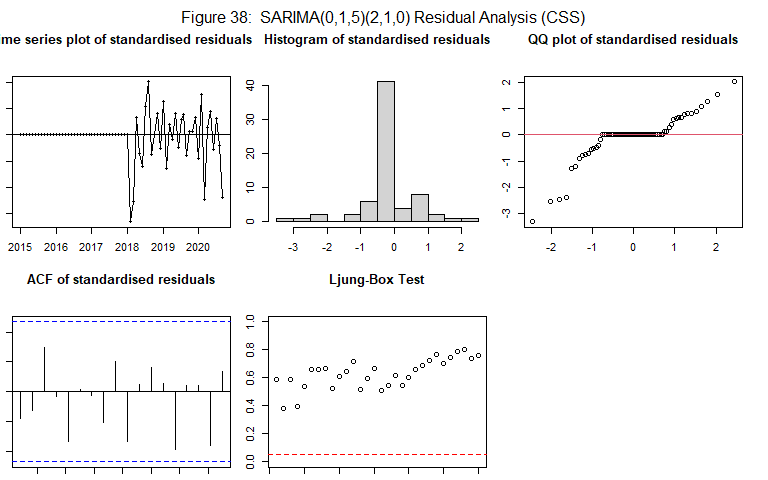 Figure 38: SARIMA(0,1,5)(2,1,0) Residual Analysis (CSS)
ime series plot of standardised residuals
Histogram of standardised residuals
QQ plot of standardised residuals
2015 2016 2017 2018 2019 2020
0 10 20 30 40
-3 -2 -1 0 1 2
-3 -2 -1 0 1 2
-2 -1 0 1 2
ACF of standardised residuals
Ljung-Box Test
0.0 0.2 0.4 0.6 0.8 1.0